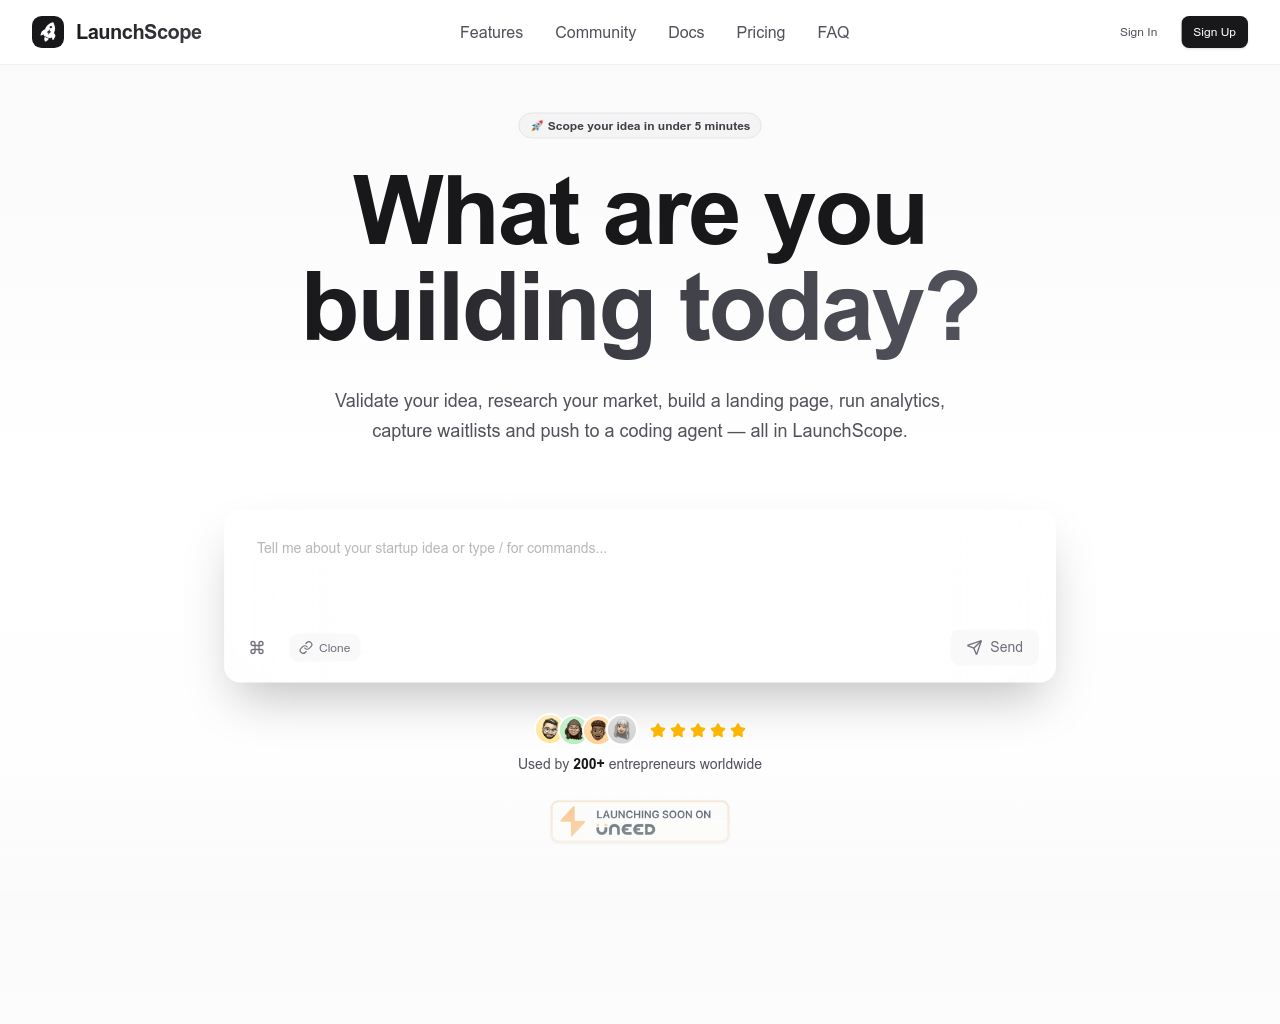 LaunchScope
Features
Community
Docs
Pricing
FAQ
Sign In
Sign Up
🚀 Scope your idea in under 5 minutes
What are you
building today?
Validate your idea, research your market, build a landing page, run analytics,
capture waitlists and push to a coding agent — all in LaunchScope.
Tell me about your startup idea or type / for commands...
⌘
Clone
Send
Used by 200+ entrepreneurs worldwide
LAUNCHING SOON ON
UNEED